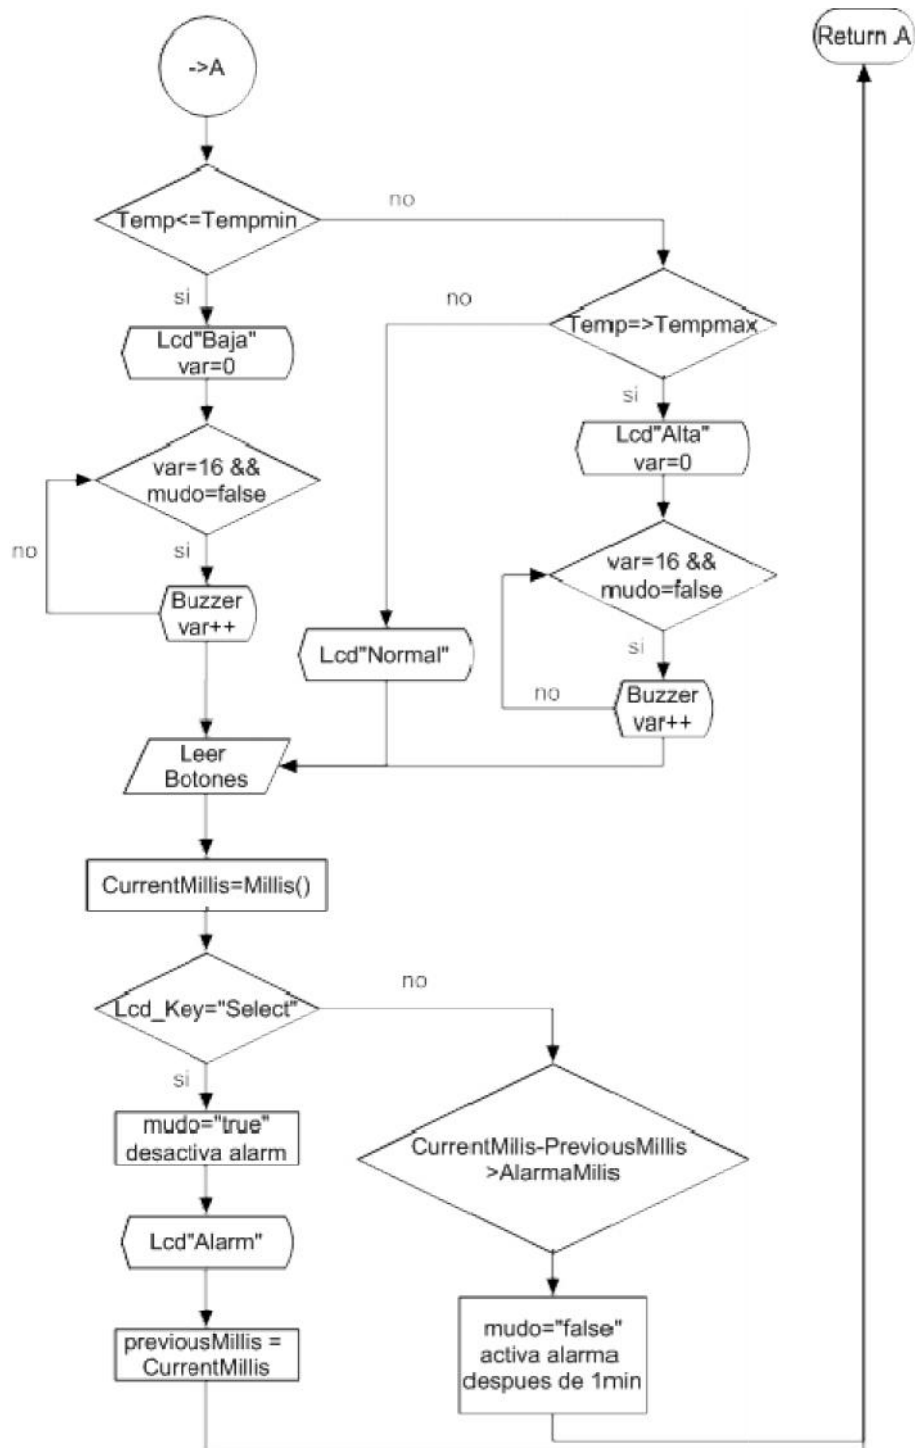 ->A
Return A
Temp<=Tempmin
no
si
Lcd"Baja"
var=0
no
Temp=>Tempmax
si
Lcd"Alta"
var=0
var=16 &&
mudo=false
no
si
Buzzer
var++
var=16 &&
mudo=false
si
no
Buzzer
var++
Lcd"Normal"
Leer
Botones
CurrentMillis=Millis()
Lcd_Key="Select"
no
si
mudo="true"
desactiva alarm
Lcd"Alarm"
previousMillis =
CurrentMillis
CurrentMilis-PreviousMillis
>AlarmaMilis
mudo="false"
activa alarma
despues de 1min